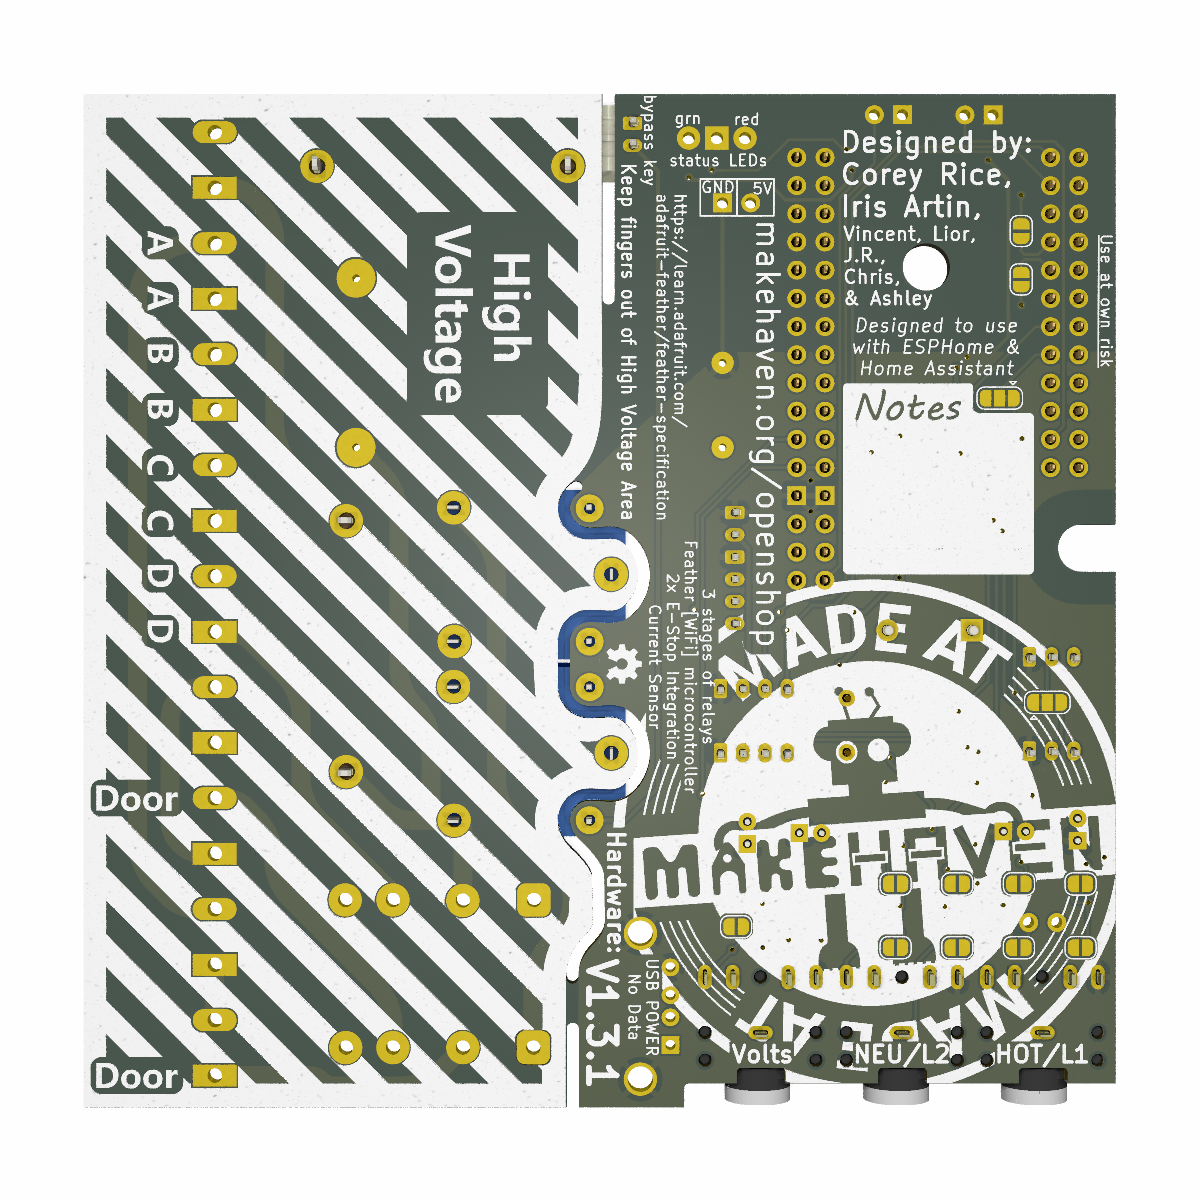 A
A
B
B
C
C
D
D
Door
Door
High
Voltage
bypass key
Keep fingers out of High Voltage Area
grn
red
status LEDs
GND
5V
https://learn.adafruit.com/
adafruit-feather/feather-specification
makehaven.org/openshop
Designed by:
Corey Rice,
Iris Artin,
Vincent, Lior,
J.R.,
Chris,
& Ashley
Designed to use
with ESPHome &
Home Assistant
Use at own risk
Notes
3 stages of relays
Feather [WiFi] microcontroller
2x E-Stop Integration
Current Sensor
MADE AT
MAKEHAVEN
MADE AT
Hardware: V1.3.1
USB POWER
No Data
Volts
NEU/L2
HOT/L1